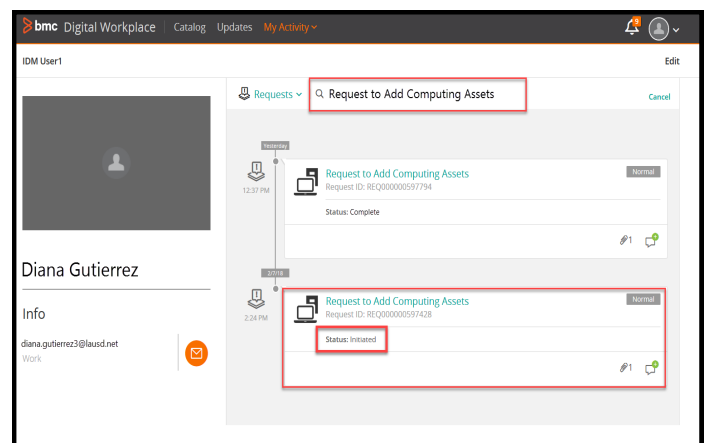 bmc Digital Workplace Catalog Updates My Activity
IDM User1 Edit
Requests Request to Add Computing Assets Cancel
Yesterday
12:37 PM
Request to Add Computing Assets Normal
Request ID: REQ000000597794
Status: Complete
1
Diana Gutierrez
Info
diana.gutierrez3@lausd.net
Work
2/7/18
2:24 PM
Request to Add Computing Assets Normal
Request ID: REQ000000597428
Status: Initiated
1